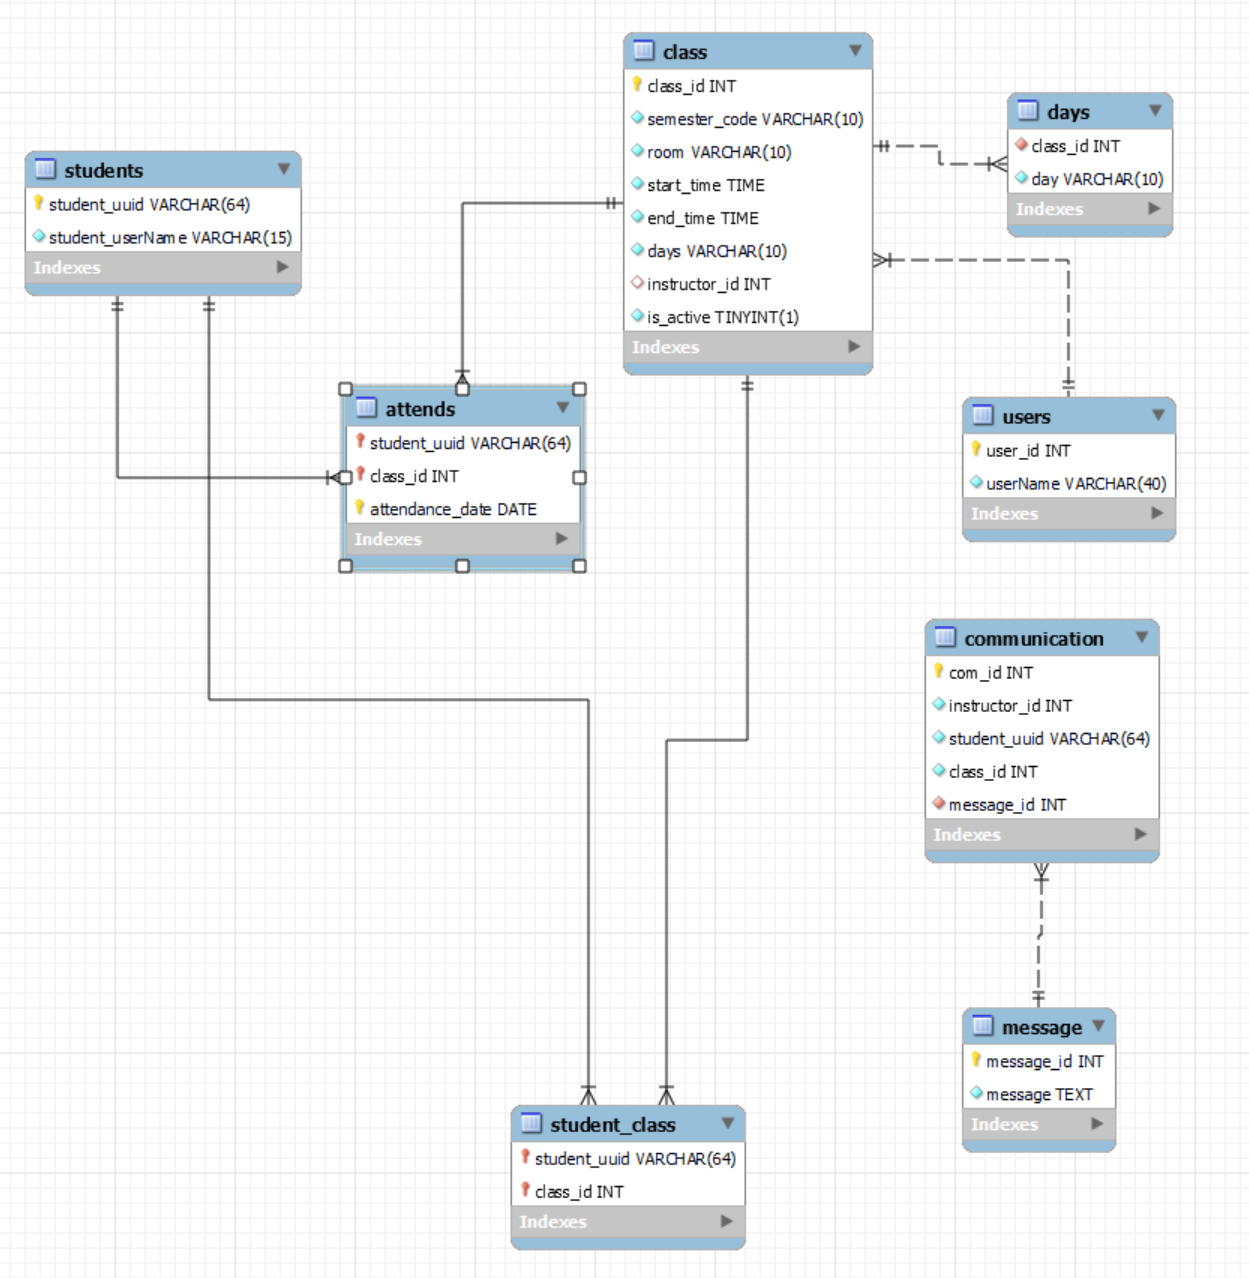 class
class_id INT
semester_code VARCHAR(10)
room VARCHAR(10)
start_time TIME
end_time TIME
days VARCHAR(10)
instructor_id INT
is_active TINYINT(1)
Indexes
days
class_id INT
day VARCHAR(10)
Indexes
students
student_uuid VARCHAR(64)
student_userName VARCHAR(15)
Indexes
attends
student_uuid VARCHAR(64)
class_id INT
attendance_date DATE
Indexes
users
user_id INT
userName VARCHAR(40)
Indexes
communication
com_id INT
instructor_id INT
student_uuid VARCHAR(64)
class_id INT
message_id INT
Indexes
message
message_id INT
message TEXT
Indexes
student_class
student_uuid VARCHAR(64)
class_id INT
Indexes